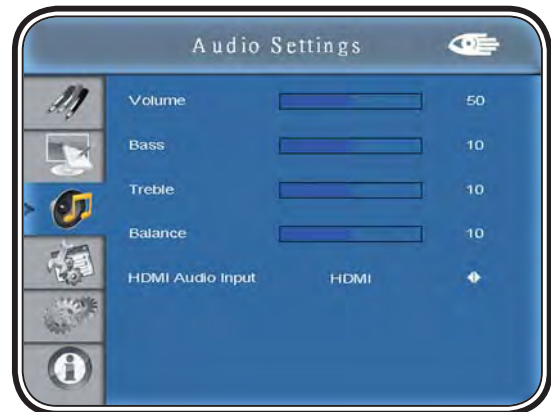 Audio Settings
Volume 50
Bass 10
Treble 10
Balance 10
HDMI Audio Input HDMI